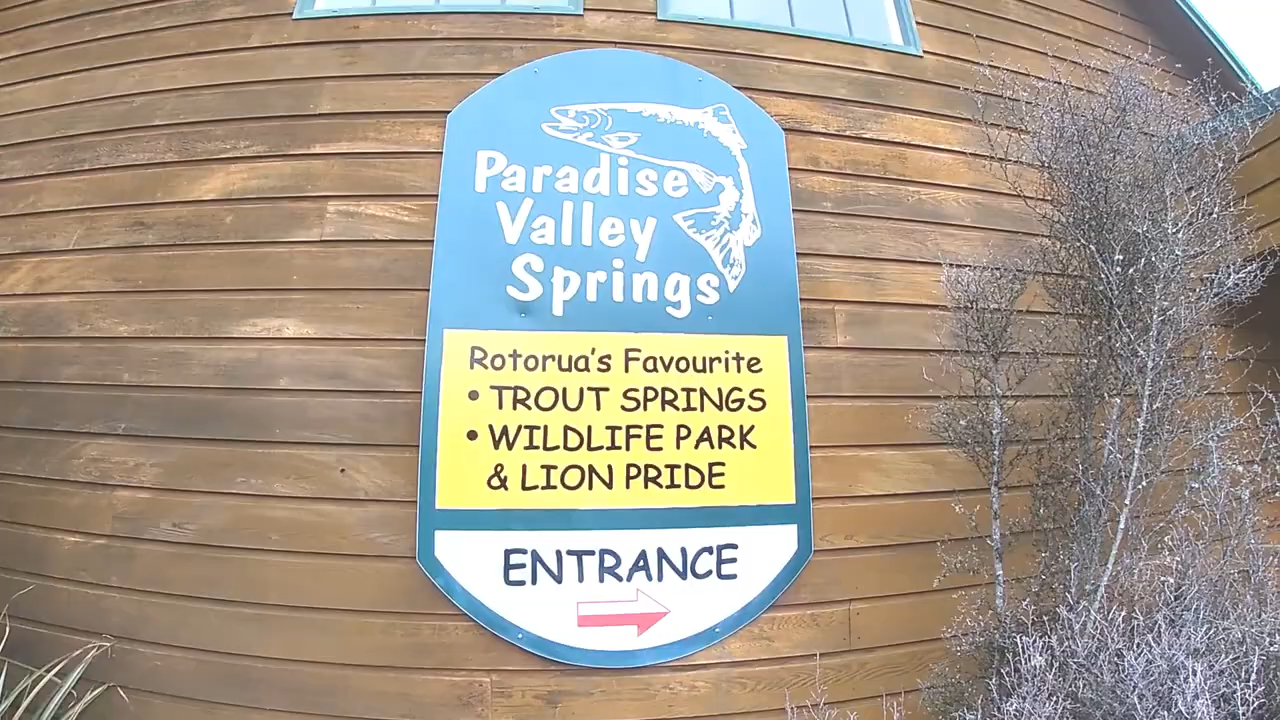 Paradise
Valley
Springs
Rotorua's Favourite
• TROUT SPRINGS
• WILDLIFE PARK
& LION PRIDE
ENTRANCE